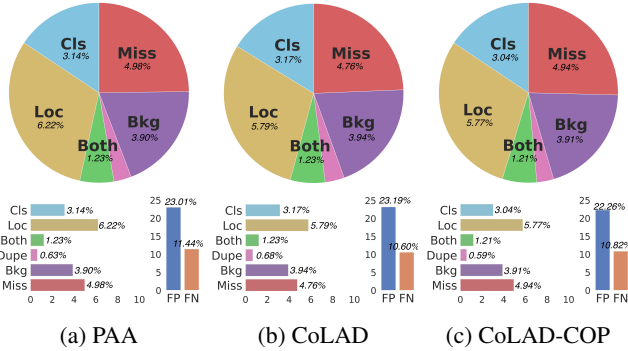 Cls
3.14%
Miss
4.98%
Loc
6.22%
Bkg
3.90%
Both
1.23%
Cls
3.17%
Miss
4.76%
Loc
5.79%
Bkg
3.94%
Both
1.23%
Cls
3.04%
Miss
4.94%
Loc
5.77%
Bkg
3.91%
Both
1.21%
Cls 3.14%
Loc 6.22%
Both 1.23%
Dupe 0.63%
Bkg 3.90%
Miss 4.98%
0 2 4 6 8 10
25
20
15
10
5
0
23.01%
11.44%
FP FN
Cls 3.17%
Loc 5.79%
Both 1.23%
Dupe 0.68%
Bkg 3.94%
Miss 4.76%
0 2 4 6 8 10
25
20
15
10
5
0
23.19%
10.60%
FP FN
Cls 3.04%
Loc 5.77%
Both 1.21%
Dupe 0.59%
Bkg 3.91%
Miss 4.94%
0 2 4 6 8 10
25
20
15
10
5
0
22.26%
10.82%
FP FN
(a) PAA
(b) CoLAD
(c) CoLAD-COP